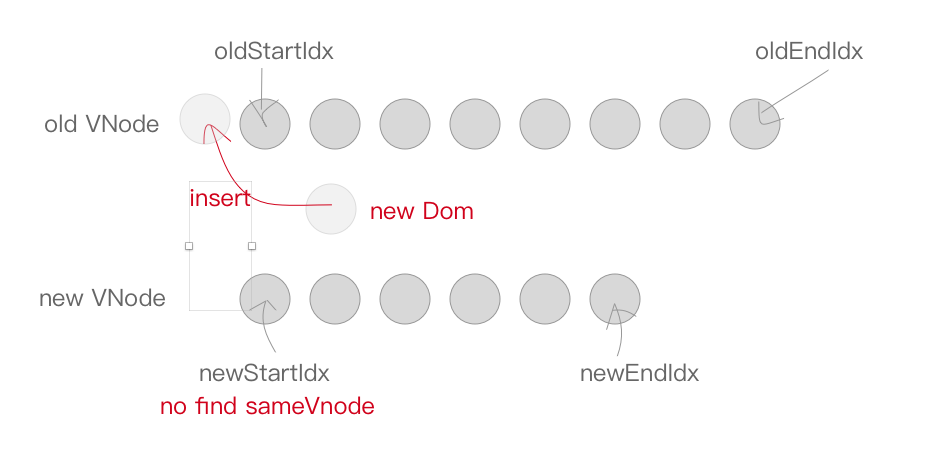 oldStartIdx
oldEndIdx
old VNode
insert
new Dom
new VNode
newStartIdx
newEndIdx
no find sameVnode